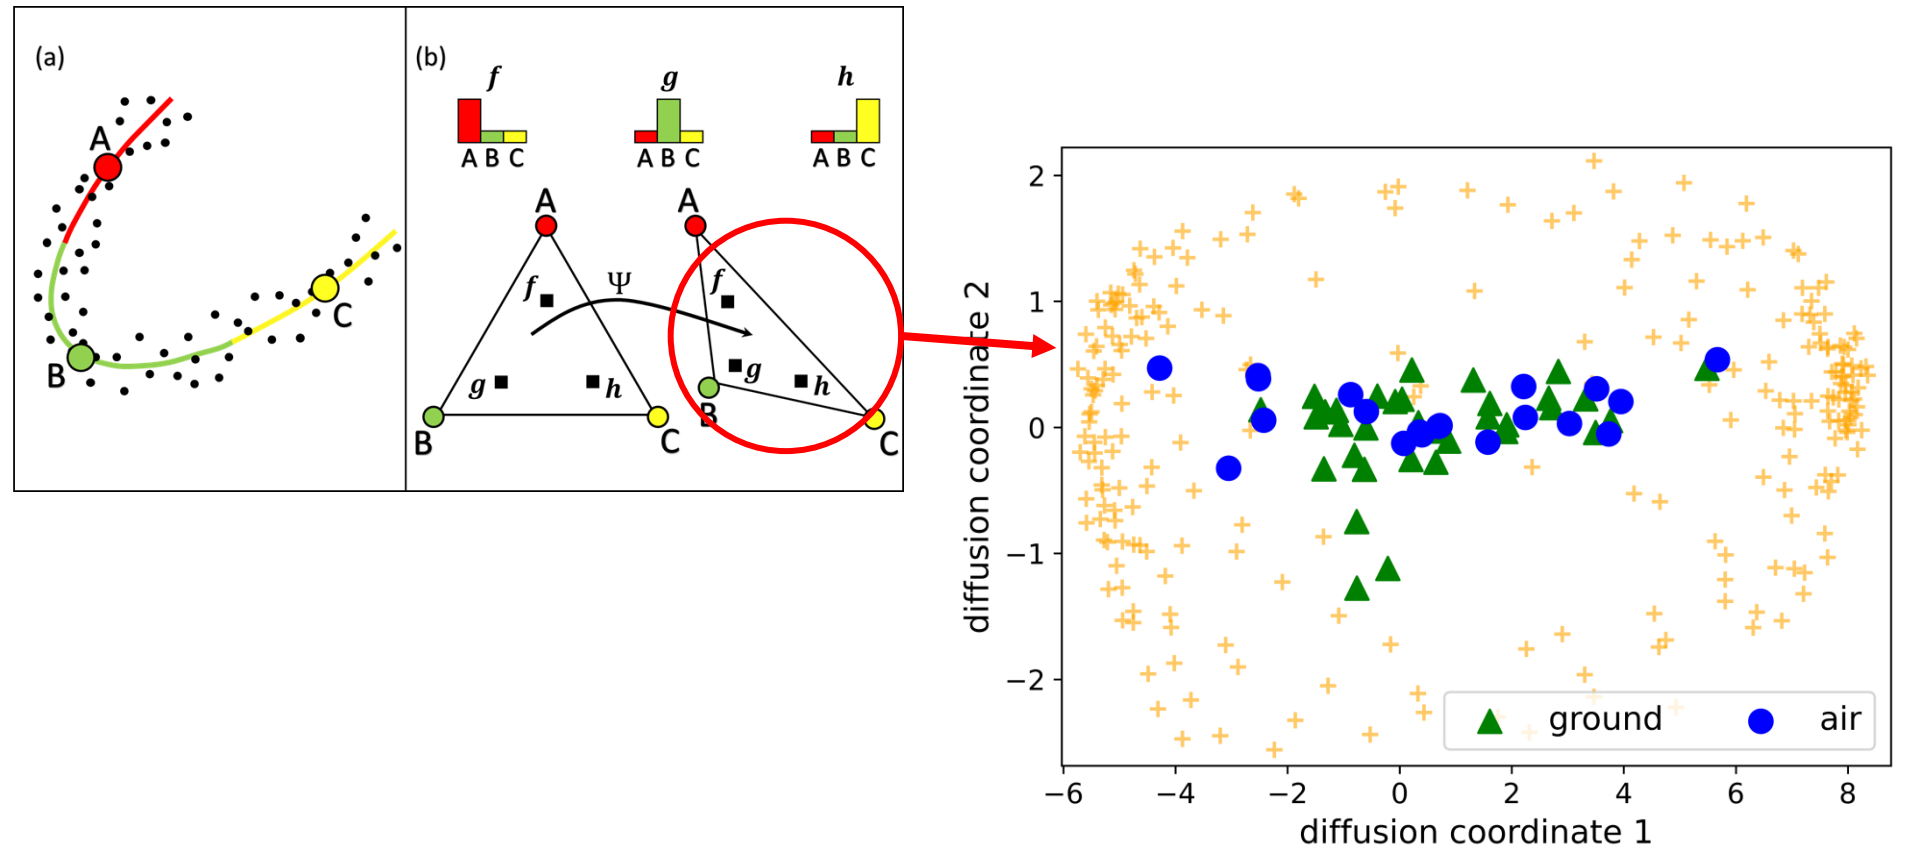 (a)
A
B
C
(b)
f g h
A B C A B C A B C
A A
f Ψ f
g h g h
B C B C
diffusion coordinate 2
2
1
0
−1
−2
ground air
−6 −4 −2 0 2 4 6 8
diffusion coordinate 1